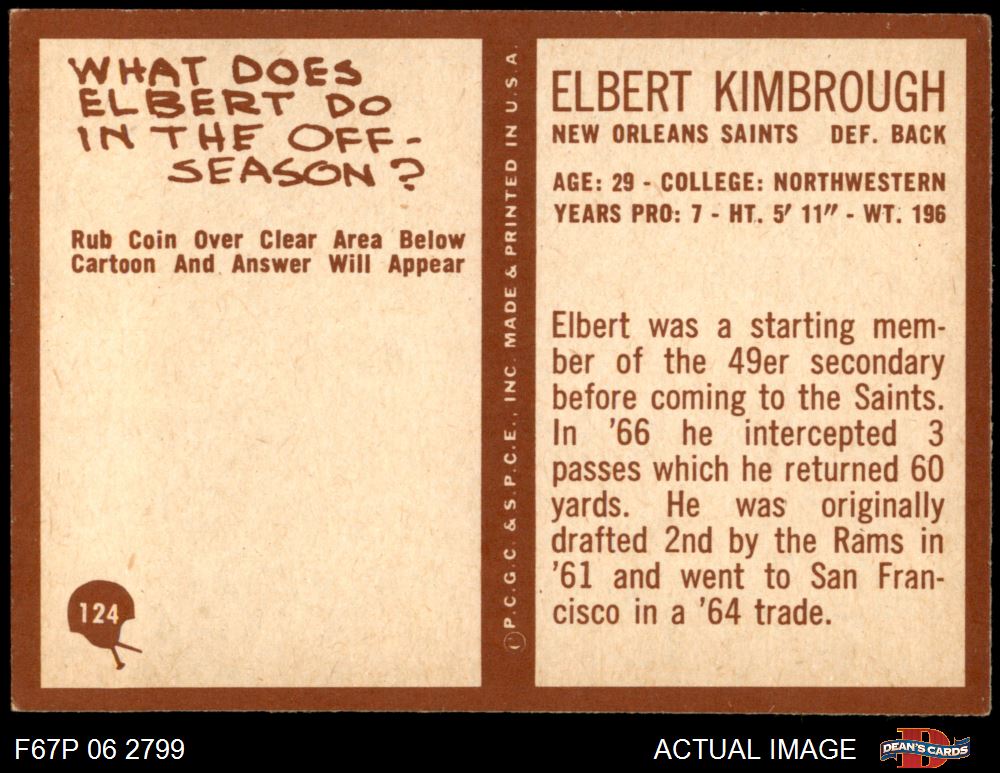 WHAT DOES
ELBERT DO
IN THE OFF-
SEASON?
Rub Coin Over Clear Area Below
Cartoon And Answer Will Appear
124
©P.C.G.C. & S.P.C.E., INC. MADE & PRINTED IN U.S.A.
ELBERT KIMBROUGH
NEW ORLEANS SAINTS DEF. BACK
AGE: 29 - COLLEGE: NORTHWESTERN
YEARS PRO: 7 - HT. 5' 11" - WT. 196
Elbert was a starting mem-
ber of the 49er secondary
before coming to the Saints.
In '66 he intercepted 3
passes which he returned 60
yards. He was originally
drafted 2nd by the Rams in
'61 and went to San Fran-
cisco in a '64 trade.
F67P 06 2799
ACTUAL IMAGE
DEAN'S CARDS